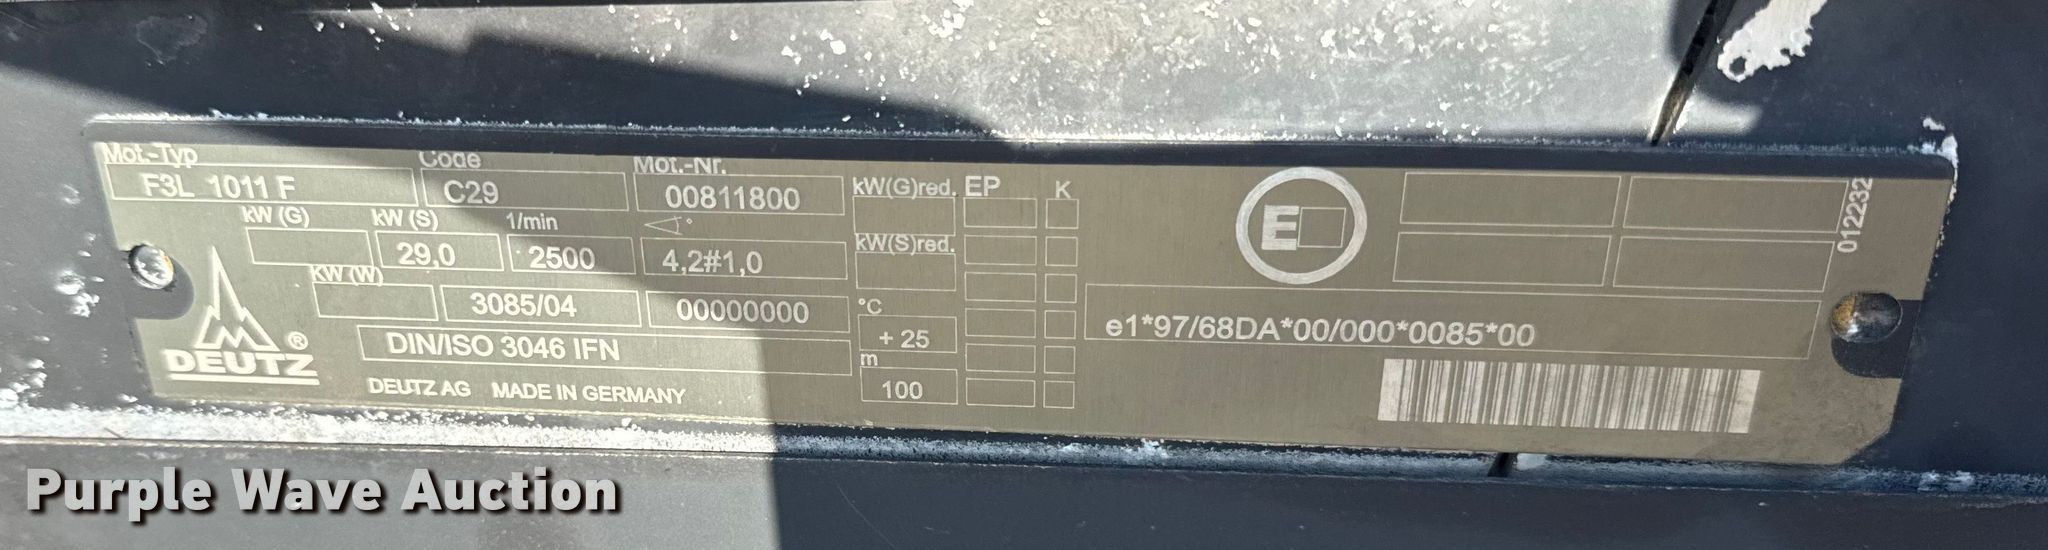 Mot.-Typ Code Mot.-Nr.
F3L 1011 F C29 00811800 kW(G)red. EP K
kW (G) kW (S) 1/min °
29,0 2500 4,2#1,0 kW(S)red.
KW (W)
3085/04 00000000 °C
+ 25
DIN/ISO 3046 IFN m
100
DEUTZ®
DEUTZ AG MADE IN GERMANY
E
012232
e1*97/68DA*00/000*0085*00
Purple Wave Auction